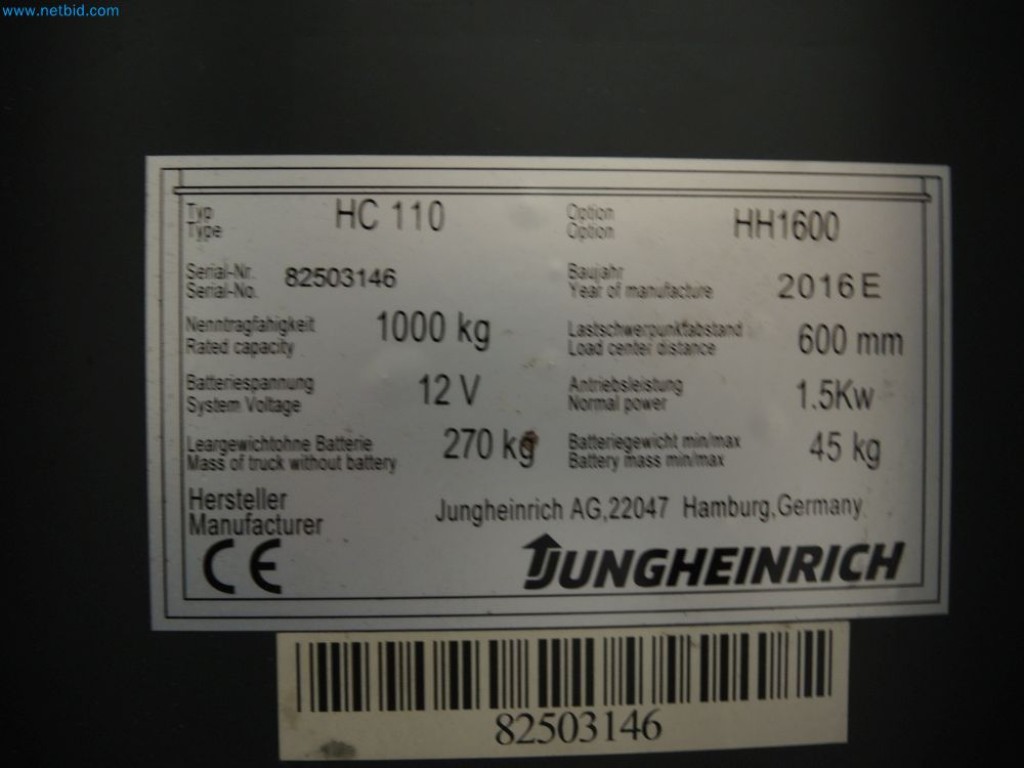 www.netbid.com
Typ HC 110 Option HH1600
Type Option
Serial-Nr. 82503146 Baujahr 2016 E
Serial-No. Year of manufacture
Nenntragfahigkeit 1000 kg Lastschwerpunktfabstand 600 mm
Rated capacity Load center distance
Batteriespannung 12 V Antriebsleistung 1.5Kw
System Voltage Normal power
Leargewichtohne Batterie 270 kg Batteriegewicht min/max 45 kg
Mass of truck without battery Battery mass min/max
Hersteller Jungheinrich AG,22047 Hamburg,Germany
Manufacturer
CE JUNGHEINRICH
82503146